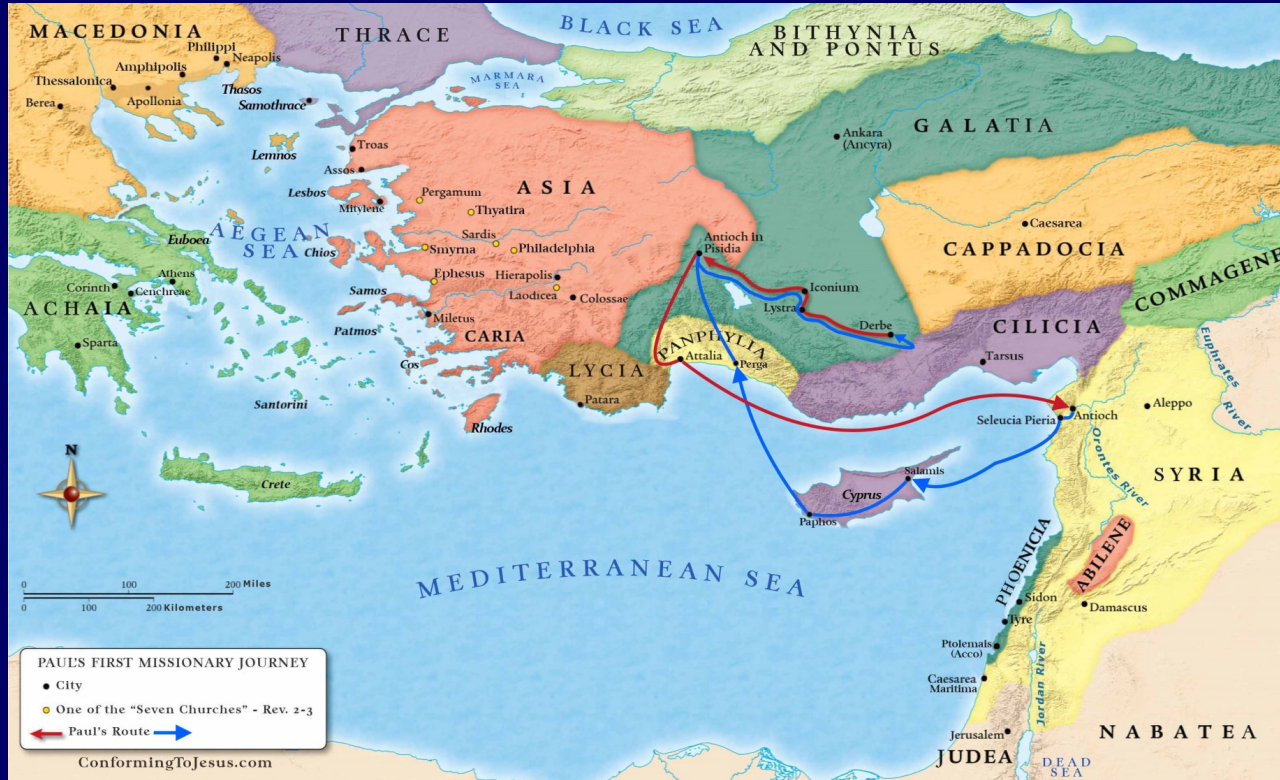 BLACK SEA
MACEDONIA
THRACE
BITHYNIA
AND PONTUS
Philippi
Neapolis
Amphipolis
Thessalonica
Apollonia
Berea
Thasos
Samothrace
MARMARA
SEA
GALATIA
Ankara
(Ancyra)
Lemnos
Troas
Assos
Lesbos
Mitylene
ASIA
Pergamum
Thyatira
Sardis
Smyrna
Philadelphia
Caesarea
CAPPADOCIA
COMMAGENE
Euboea
AEGEAN
SEA
Chios
Antioch in
Pisidia
Athens
Corinth
Cenchreae
ACHAIA
Sparta
Samos
Ephesus
Hierapolis
Laodicea
Colossae
Miletus
Patmos
CARIA
Iconium
Lystra
Derbe
CILICIA
Tarsus
Euphrates
River
PANPHYLIA
Attalia
Perga
Cos
LYCIA
Patara
Santorini
Rhodes
Crete
Seleucia Pieria
Antioch
Aleppo
Orontes River
SYRIA
Salamis
Cyprus
Paphos
N
MEDITERRANEAN SEA
PHOENICIA
ABILENE
Sidon
Damascus
Tyre
Ptolemais
(Acco)
Caesarea
Maritima
Jordan River
Jerusalem
JUDEA
DEAD
SEA
NABATEA
0 100 200 Miles
0 100 200 Kilometers
PAUL'S FIRST MISSIONARY JOURNEY
City
One of the "Seven Churches" - Rev. 2-3
Paul's Route
ConformingToJesus.com